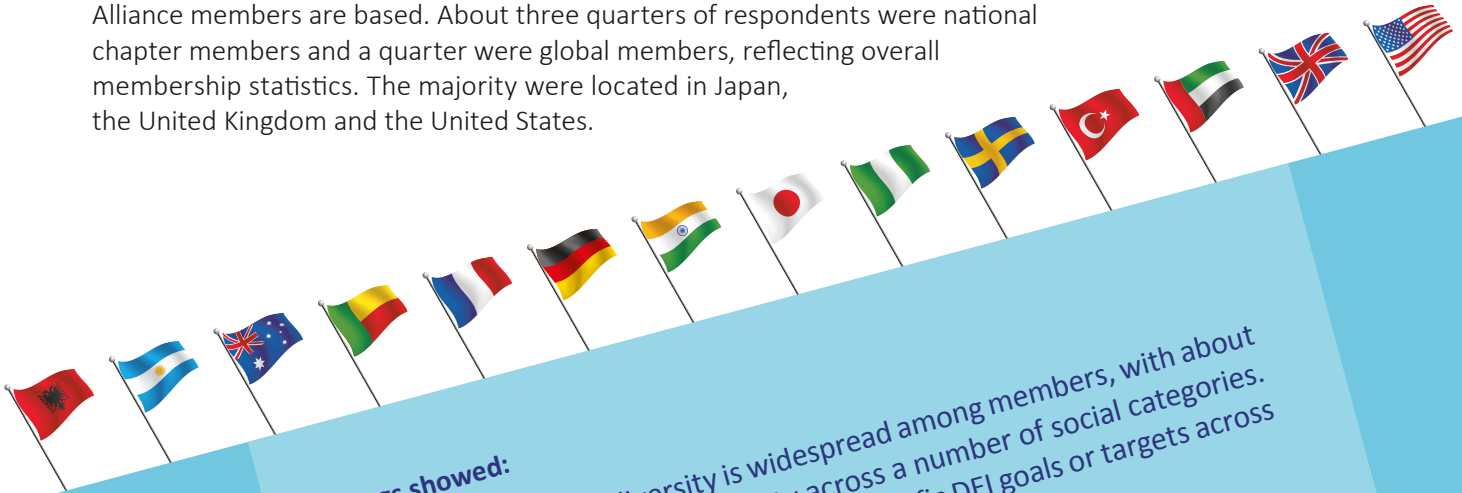 Alliance members are based. About three quarters of respondents were national
chapter members and a quarter were global members, reflecting overall
membership statistics. The majority were located in Japan,
the United Kingdom and the United States.
showed:
is widespread among members, with about
across a number of social categories.
DEI goals or targets across